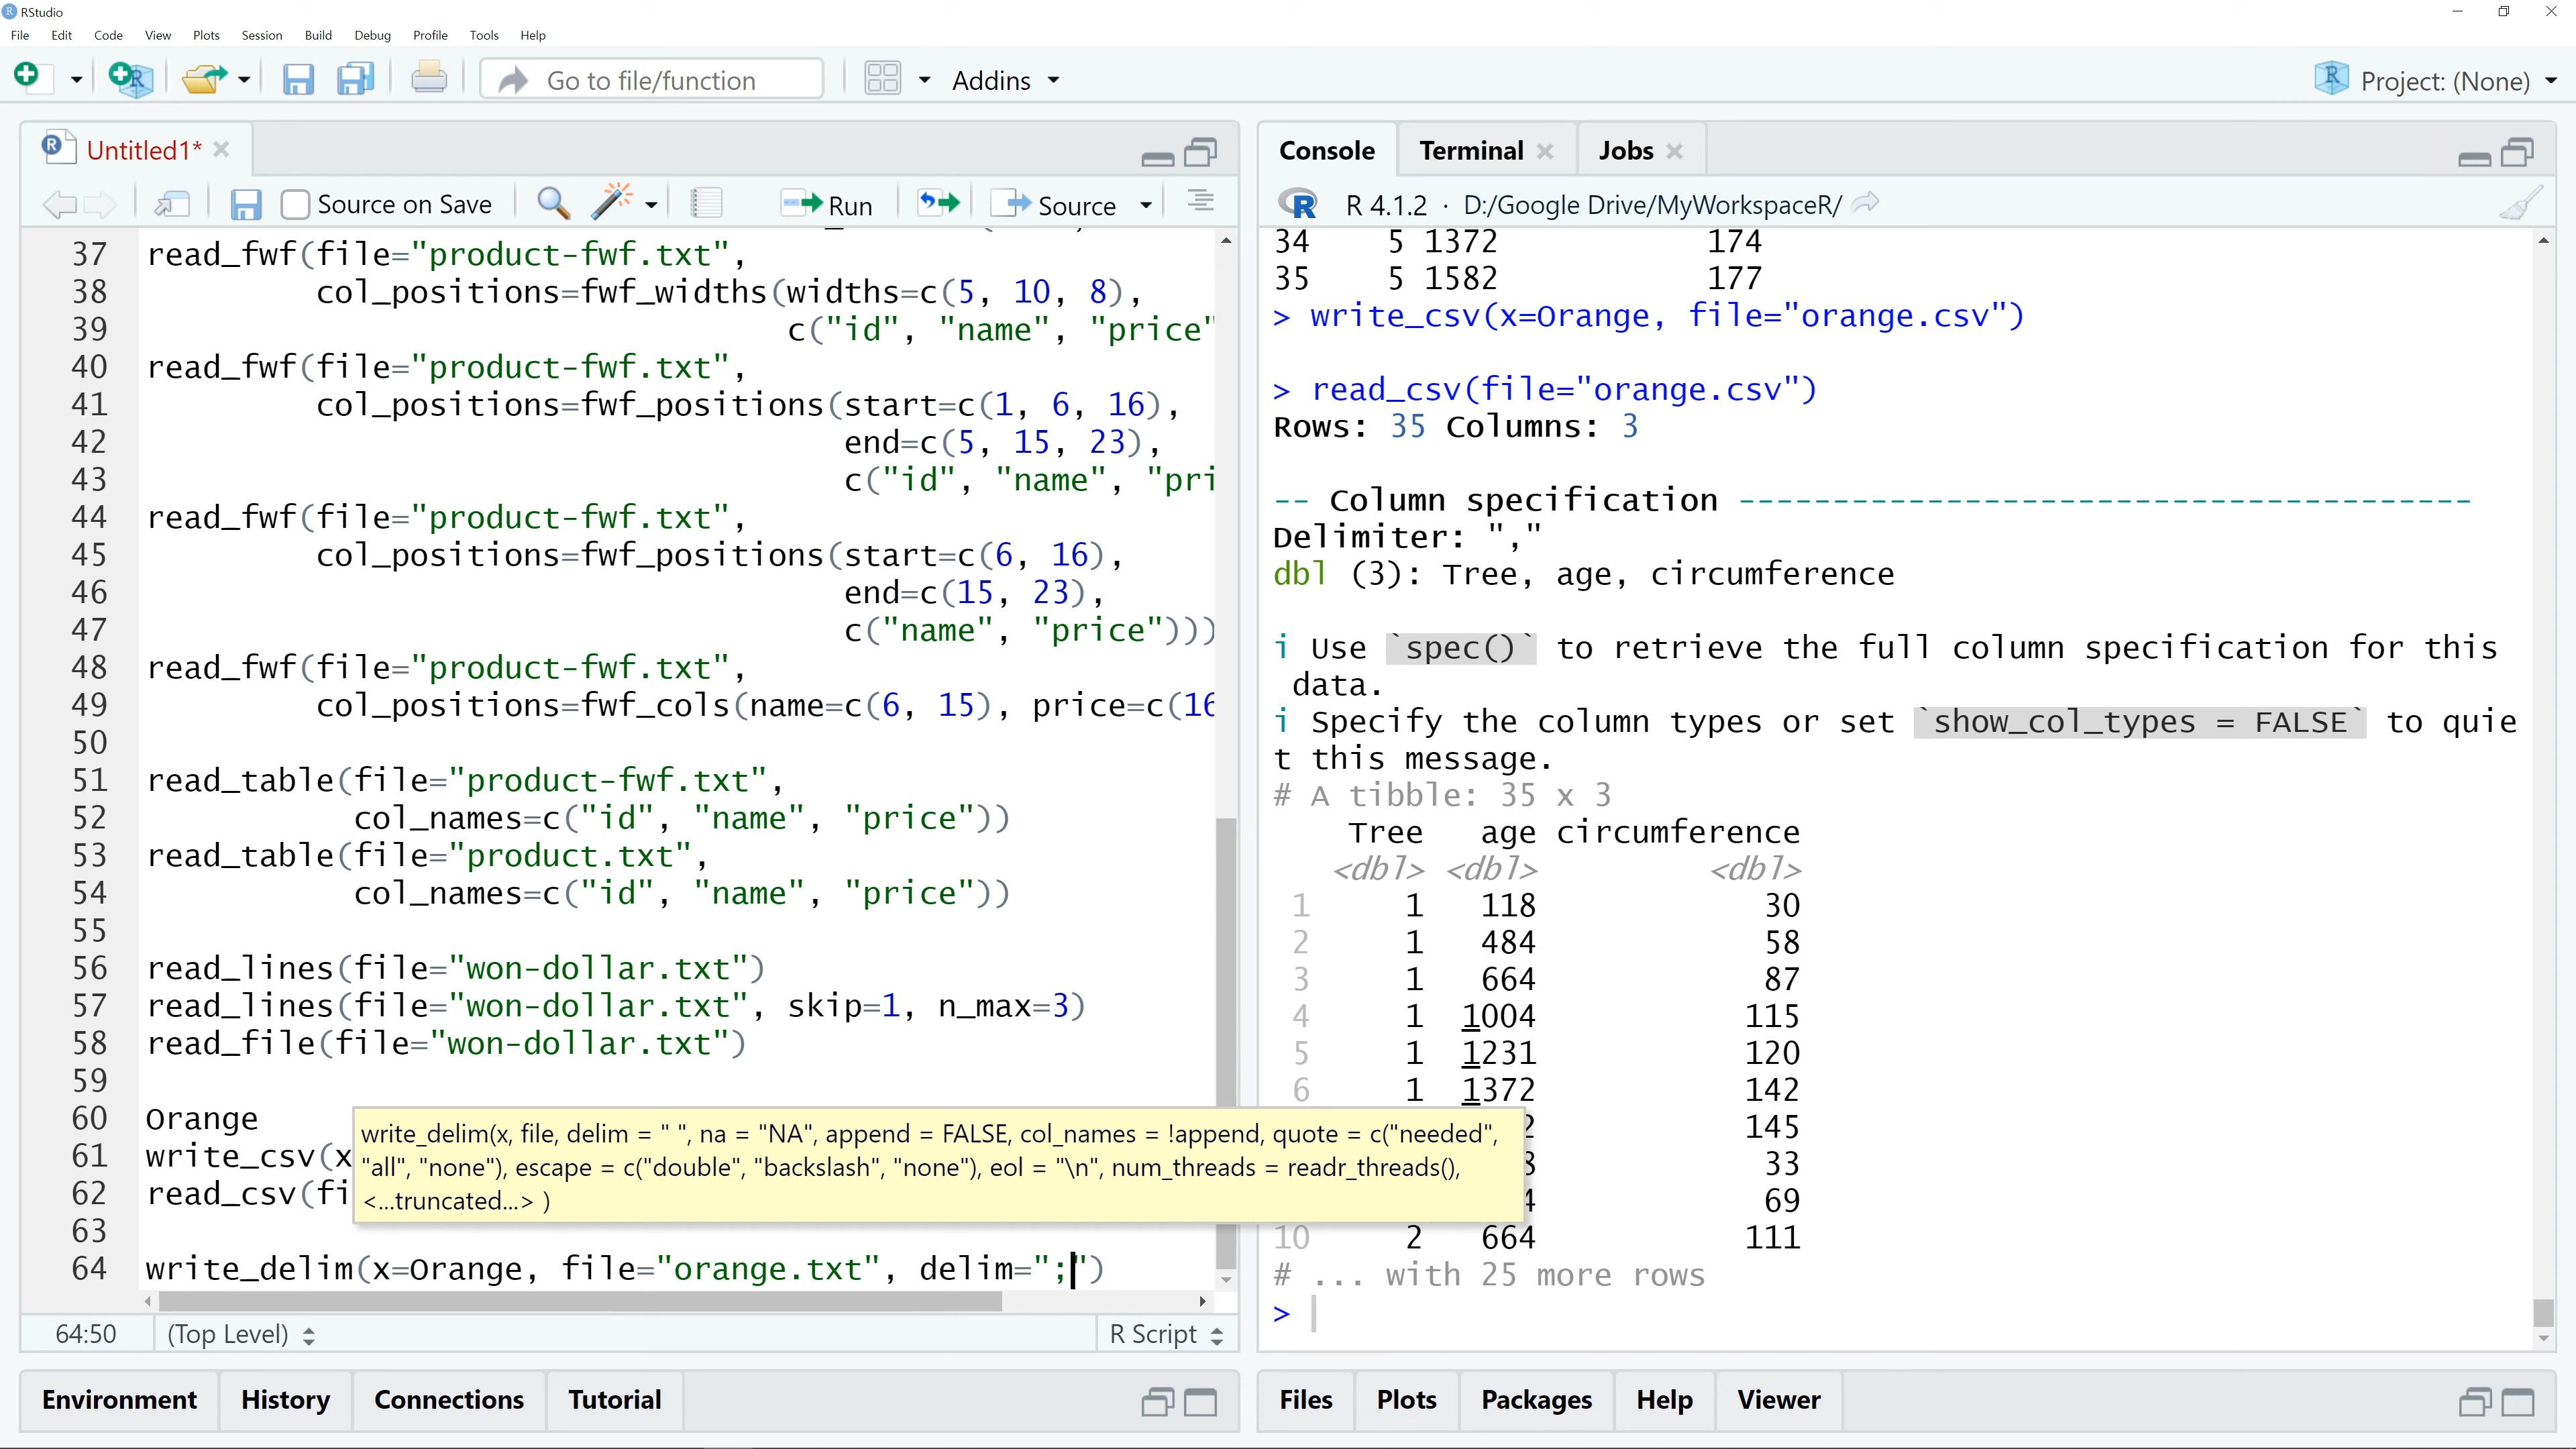 RStudio
File Edit Code View Plots Session Build Debug Profile Tools Help
Go to file/function Addins Project: (None)
Untitled1*
Source on Save Run Source
37 read_fwf(file="product-fwf.txt",
38 col_positions=fwf_widths(widths=c(5, 10, 8),
39 c("id", "name", "price"
40 read_fwf(file="product-fwf.txt",
41 col_positions=fwf_positions(start=c(1, 6, 16),
42 end=c(5, 15, 23),
43 c("id", "name", "pri
44 read_fwf(file="product-fwf.txt",
45 col_positions=fwf_positions(start=c(6, 16),
46 end=c(15, 23),
47 c("name", "price")))
48 read_fwf(file="product-fwf.txt",
49 col_positions=fwf_cols(name=c(6, 15), price=c(16
50
51 read_table(file="product-fwf.txt",
52 col_names=c("id", "name", "price"))
53 read_table(file="product.txt",
54 col_names=c("id", "name", "price"))
55
56 read_lines(file="won-dollar.txt")
57 read_lines(file="won-dollar.txt", skip=1, n_max=3)
58 read_file(file="won-dollar.txt")
59
60 Orange
61 write_csv(x
62 read_csv(fi
63
64 write_delim(x=Orange, file="orange.txt", delim=";")
write_delim(x, file, delim = " ", na = "NA", append = FALSE, col_names = !append, quote = c("needed",
"all", "none"), escape = c("double", "backslash", "none"), eol = "\n", num_threads = readr_threads(),
<...truncated...> )
64:50 (Top Level) R Script
Environment History Connections Tutorial
Console Terminal Jobs
R 4.1.2 · D:/Google Drive/MyWorkspaceR/
34 5 1372 174
35 5 1582 177
> write_csv(x=Orange, file="orange.csv")
> read_csv(file="orange.csv")
Rows: 35 Columns: 3
-- Column specification ---------------------------------------
Delimiter: ","
dbl (3): Tree, age, circumference
i Use `spec()` to retrieve the full column specification for this
data.
i Specify the column types or set `show_col_types = FALSE` to quie
t this message.
# A tibble: 35 x 3
Tree age circumference
<dbl> <dbl> <dbl>
1 1 118 30
2 1 484 58
3 1 664 87
4 1 1004 115
5 1 1231 120
6 1 1372 142
2 145
8 33
4 69
10 2 664 111
# ... with 25 more rows
>
Files Plots Packages Help Viewer